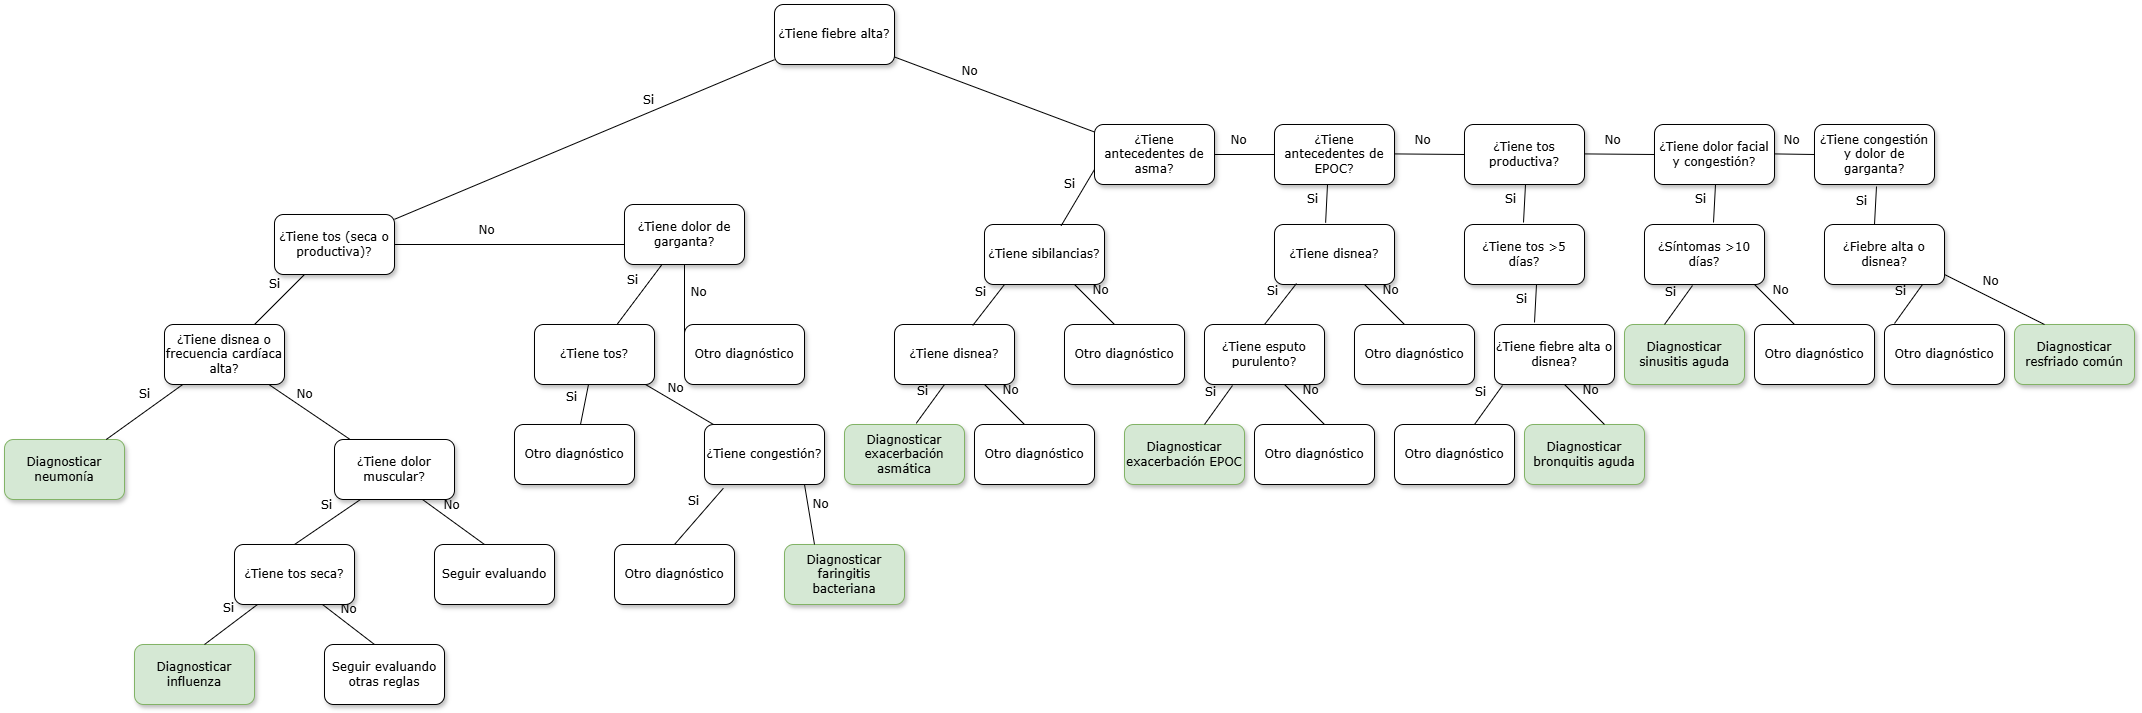 ¿Tiene fiebre alta?
No
Si
¿Tiene
antecedentes de
asma?
No
¿Tiene
antecedentes de
EPOC?
No
¿Tiene tos
productiva?
No
¿Tiene dolor facial
y congestión?
No
¿Tiene congestión
y dolor de
garganta?
Si
Si
Si
Si
Si
¿Tiene tos (seca o
productiva)?
No
¿Tiene dolor de
garganta?
¿Tiene sibilancias?
¿Tiene disnea?
¿Tiene tos >5
días?
¿Síntomas >10
días?
¿Fiebre alta o
disnea?
Si
Si
No
Si
No
Si
No
Si
Si
No
Si
No
¿Tiene disnea o
frecuencia cardíaca
alta?
¿Tiene tos?
Otro diagnóstico
¿Tiene disnea?
Otro diagnóstico
¿Tiene esputo
purulento?
Otro diagnóstico
¿Tiene fiebre alta o
disnea?
Diagnosticar
sinusitis aguda
Otro diagnóstico
Otro diagnóstico
Diagnosticar
resfriado común
Si
No
Si
No
Si
No
Si
No
Si
No
Diagnosticar
neumonía
¿Tiene dolor
muscular?
Otro diagnóstico
¿Tiene congestión?
Diagnosticar
exacerbación
asmática
Otro diagnóstico
Diagnosticar
exacerbación EPOC
Otro diagnóstico
Otro diagnóstico
Diagnosticar
bronquitis aguda
Si
No
Si
No
¿Tiene tos seca?
Seguir evaluando
Otro diagnóstico
Diagnosticar
faringitis
bacteriana
Si
No
Diagnosticar
influenza
Seguir evaluando
otras reglas